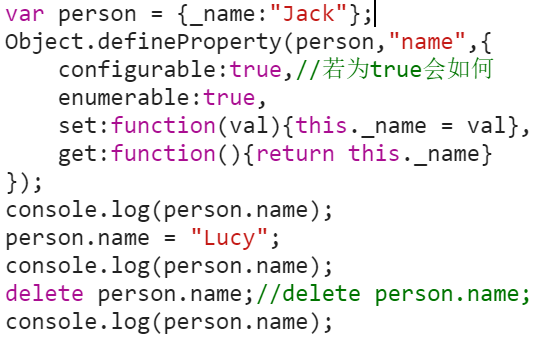 var person = {_name:"Jack"};
Object.defineProperty(person,"name",{
    configurable:true,//若为true会如何
    enumerable:true,
    set:function(val){this._name = val},
    get:function(){return this._name}
});
console.log(person.name);
person.name = "Lucy";
console.log(person.name);
delete person.name;//delete person.name;
console.log(person.name);